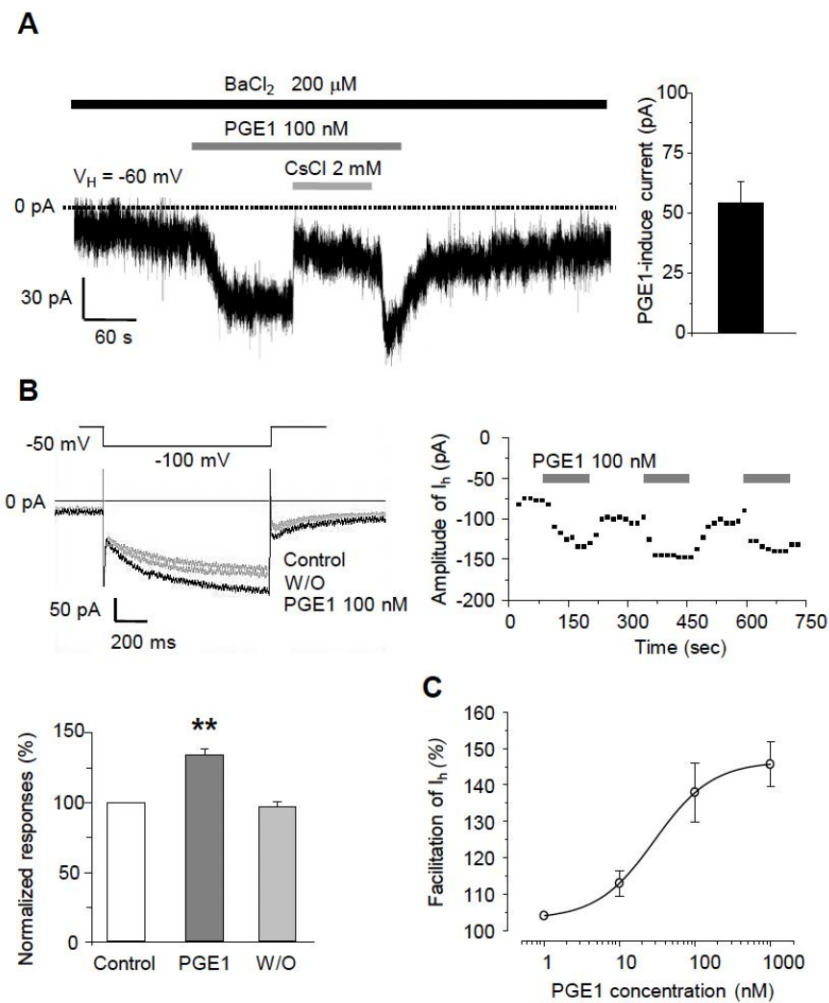 A
BaCl₂ 200 μM
PGE1 100 nM
CsCl 2 mM
V_H = -60 mV
0 pA
30 pA
60 s
100
75
50
25
0
PGE1-induce current (pA)
B
-50 mV
-100 mV
0 pA
Control
W/O
PGE1 100 nM
50 pA
200 ms
0
-50
-100
-150
-200
Amplitude of I_h (pA)
PGE1 100 nM
0 150 300 450 600 750
Time (sec)
150
100
50
0
Normalized responses (%)
**
Control PGE1 W/O
C
160
150
140
130
120
110
100
Facilitation of I_h (%)
1 10 100 1000
PGE1 concentration (nM)